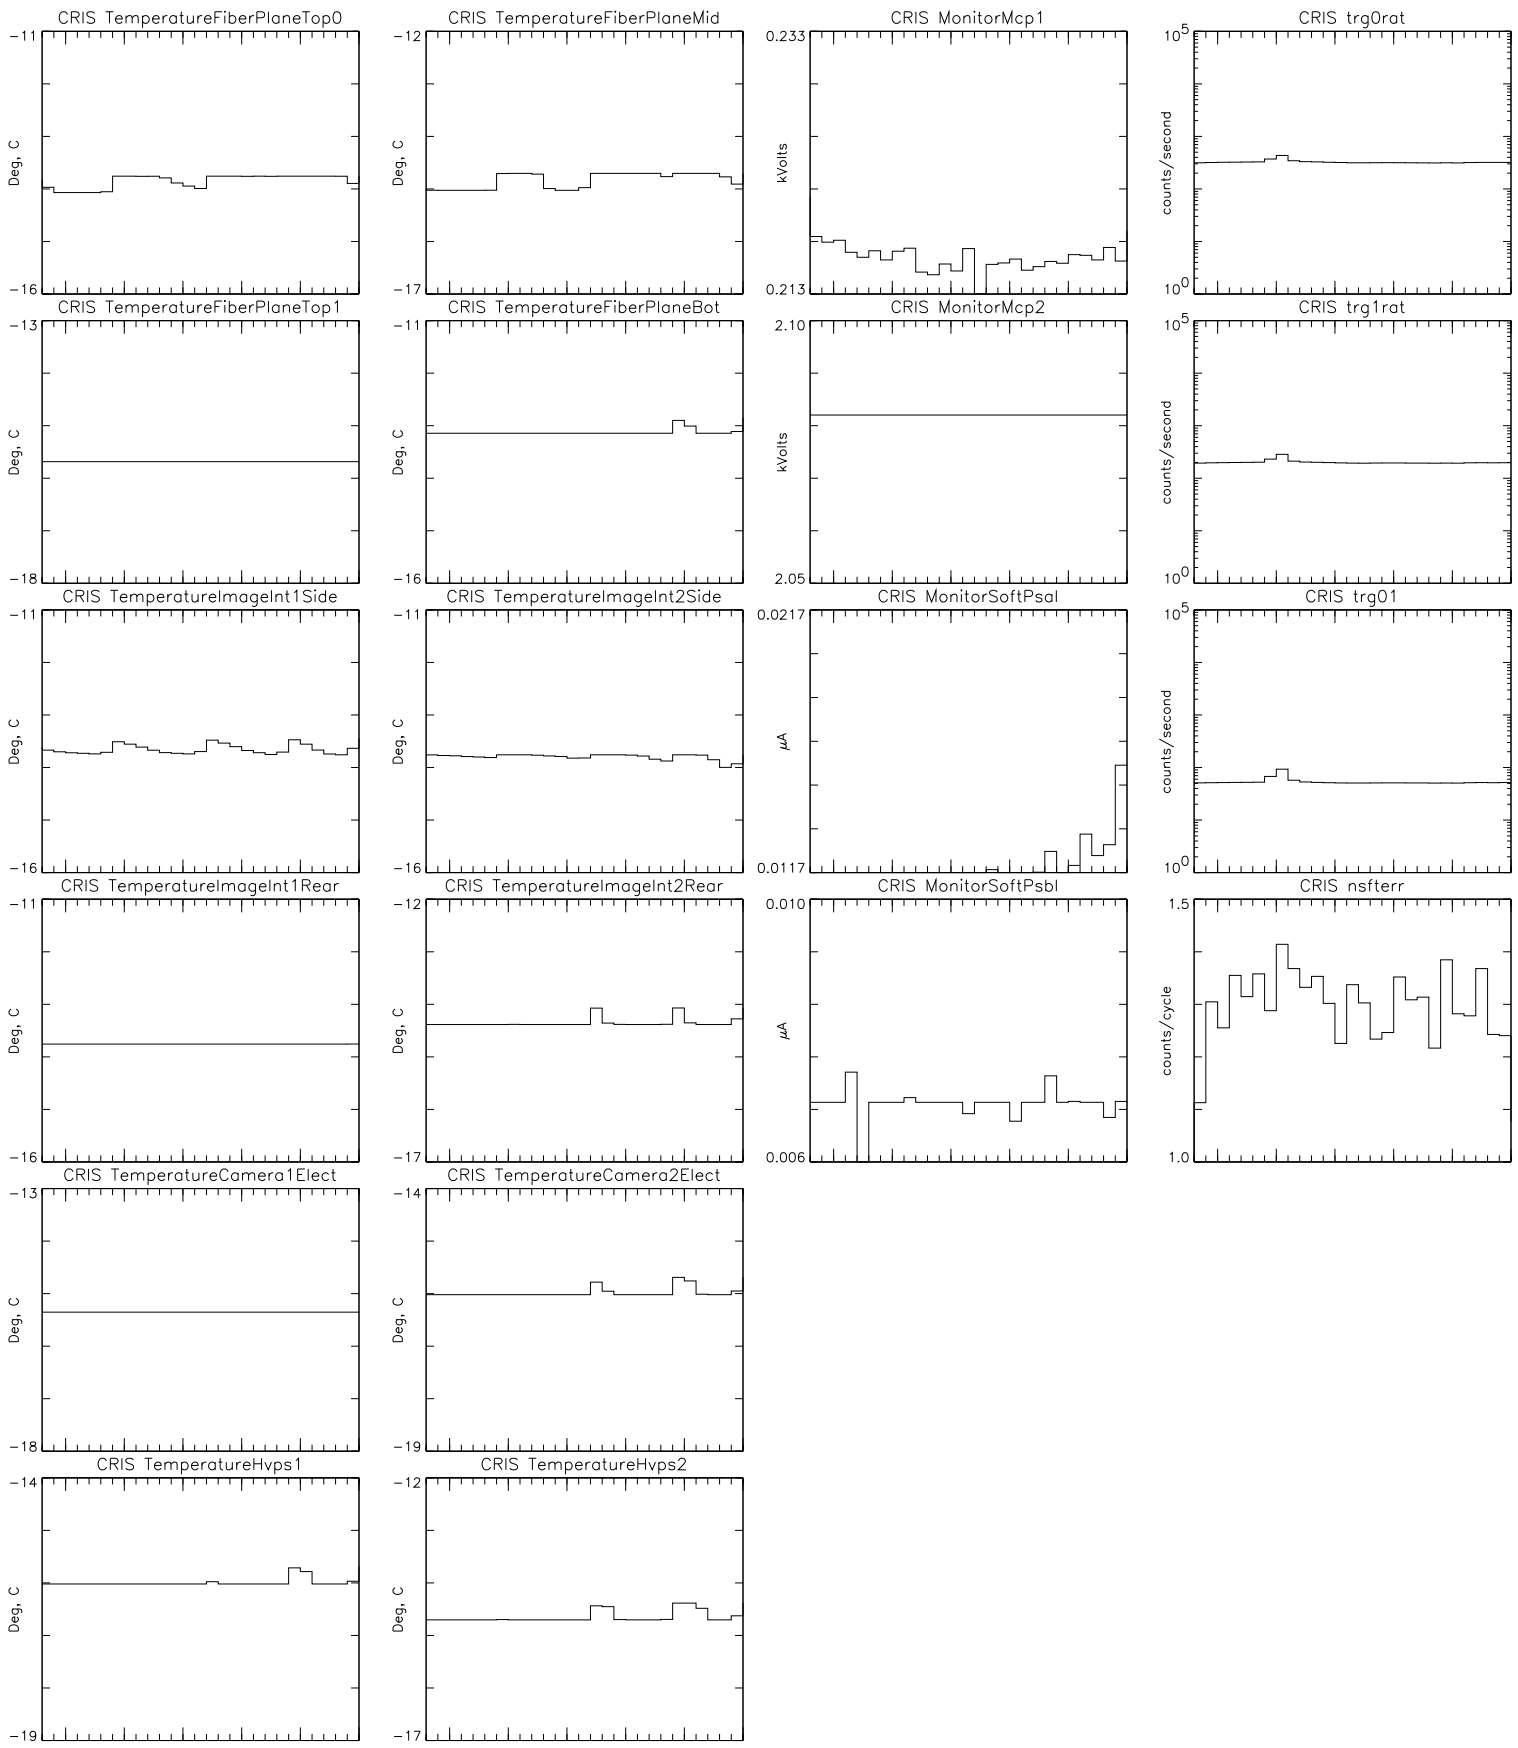 CRIS TemperatureFiberPlaneTop0
-11
Deg, C
-16
CRIS TemperatureFiberPlaneMid
-12
Deg, C
-17
CRIS MonitorMcp1
0.233
kVolts
0.213
CRIS trg0rat
10^5
counts/second
10^0
CRIS TemperatureFiberPlaneTop1
-13
Deg, C
-18
CRIS TemperatureFiberPlaneBot
-11
Deg, C
-16
CRIS MonitorMcp2
2.10
kVolts
2.05
CRIS trg1rat
10^5
counts/second
10^0
CRIS TemperatureImageInt1Side
-11
Deg, C
-16
CRIS TemperatureImageInt2Side
-11
Deg, C
-16
CRIS MonitorSoftPsaI
0.0217
μA
0.0117
CRIS trg01
10^5
counts/second
10^0
CRIS TemperatureImageInt1Rear
-11
Deg, C
-16
CRIS TemperatureImageInt2Rear
-12
Deg, C
-17
CRIS MonitorSoftPsbI
0.010
μA
0.006
CRIS nsfterr
1.5
counts/cycle
1.0
CRIS TemperatureCamera1Elect
-13
Deg, C
-18
CRIS TemperatureCamera2Elect
-14
Deg, C
-19
CRIS TemperatureHvps1
-14
Deg, C
-19
CRIS TemperatureHvps2
-12
Deg, C
-17